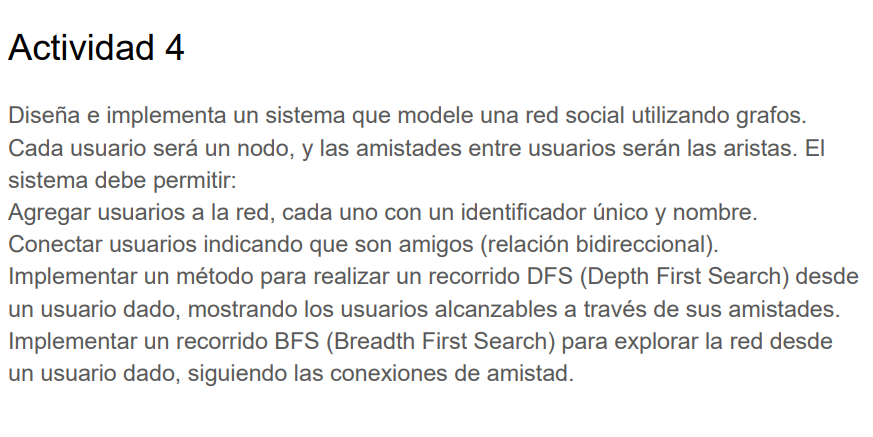 Actividad 4
Diseña e implementa un sistema que modele una red social utilizando grafos.
Cada usuario será un nodo, y las amistades entre usuarios serán las aristas. El
sistema debe permitir:
Agregar usuarios a la red, cada uno con un identificador único y nombre.
Conectar usuarios indicando que son amigos (relación bidireccional).
Implementar un método para realizar un recorrido DFS (Depth First Search) desde
un usuario dado, mostrando los usuarios alcanzables a través de sus amistades.
Implementar un recorrido BFS (Breadth First Search) para explorar la red desde
un usuario dado, siguiendo las conexiones de amistad.